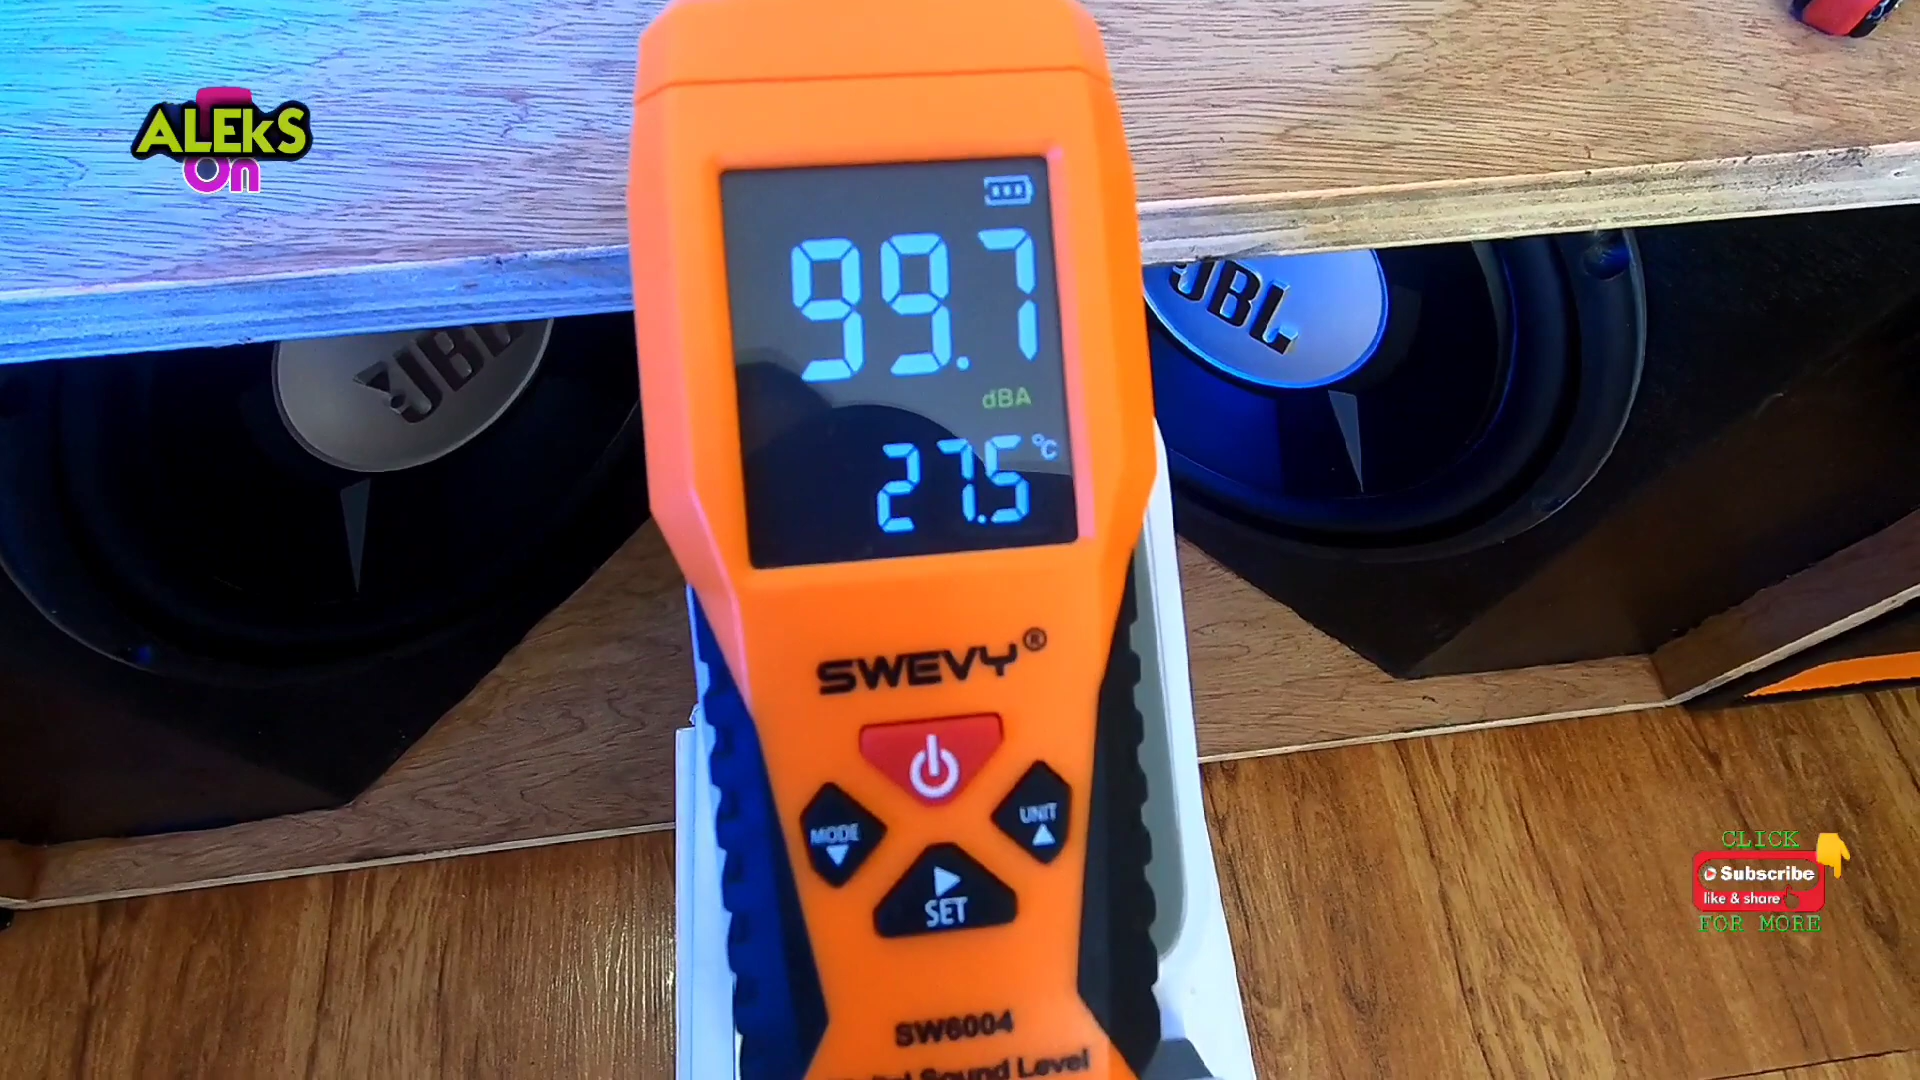 ALEKS
On
99.7
dBA
27.5 °C
JBL
JBL
SWEVY®
MODE
UNIT
SET
SW6004
Sound Level
CLICK
Subscribe
like & share
FOR MORE